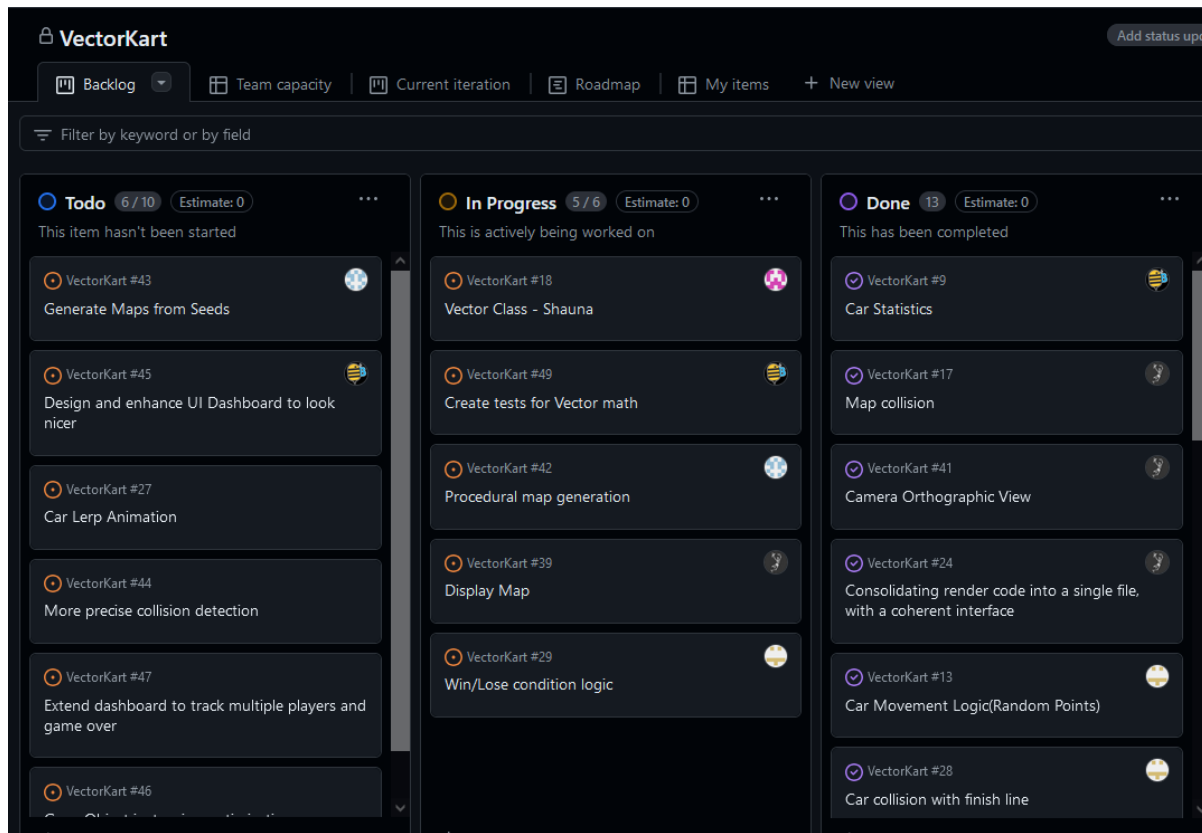 VectorKart
Add status upd
Backlog
Team capacity
Current iteration
Roadmap
My items
New view
Filter by keyword or by field
Todo 6 / 10 Estimate: 0
This item hasn't been started
VectorKart #43
Generate Maps from Seeds
VectorKart #45
Design and enhance UI Dashboard to look
nicer
VectorKart #27
Car Lerp Animation
VectorKart #44
More precise collision detection
VectorKart #47
Extend dashboard to track multiple players and
game over
VectorKart #46
In Progress 5 / 6 Estimate: 0
This is actively being worked on
VectorKart #18
Vector Class - Shauna
VectorKart #49
Create tests for Vector math
VectorKart #42
Procedural map generation
VectorKart #39
Display Map
VectorKart #29
Win/Lose condition logic
Done 13 Estimate: 0
This has been completed
VectorKart #9
Car Statistics
VectorKart #17
Map collision
VectorKart #41
Camera Orthographic View
VectorKart #24
Consolidating render code into a single file,
with a coherent interface
VectorKart #13
Car Movement Logic(Random Points)
VectorKart #28
Car collision with finish line